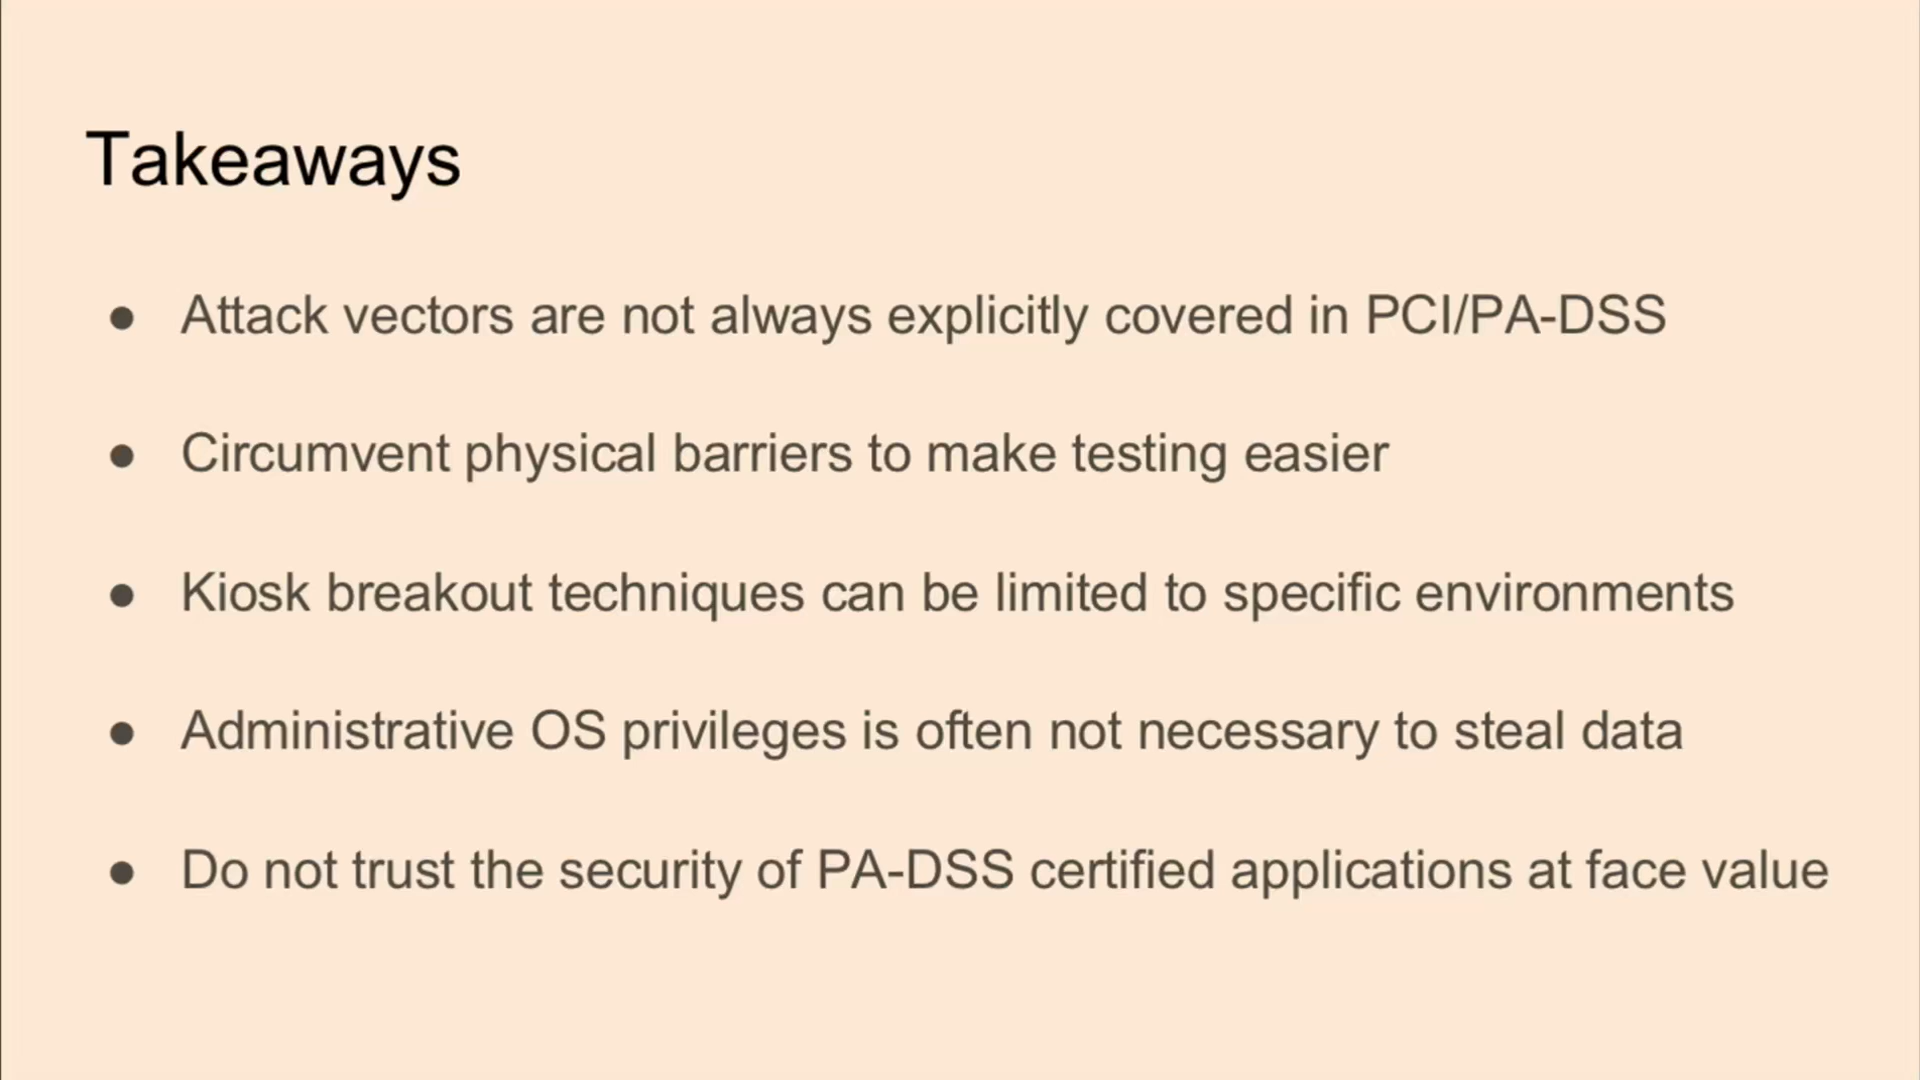 Takeaways
● Attack vectors are not always explicitly covered in PCI/PA-DSS
● Circumvent physical barriers to make testing easier
● Kiosk breakout techniques can be limited to specific environments
● Administrative OS privileges is often not necessary to steal data
● Do not trust the security of PA-DSS certified applications at face value